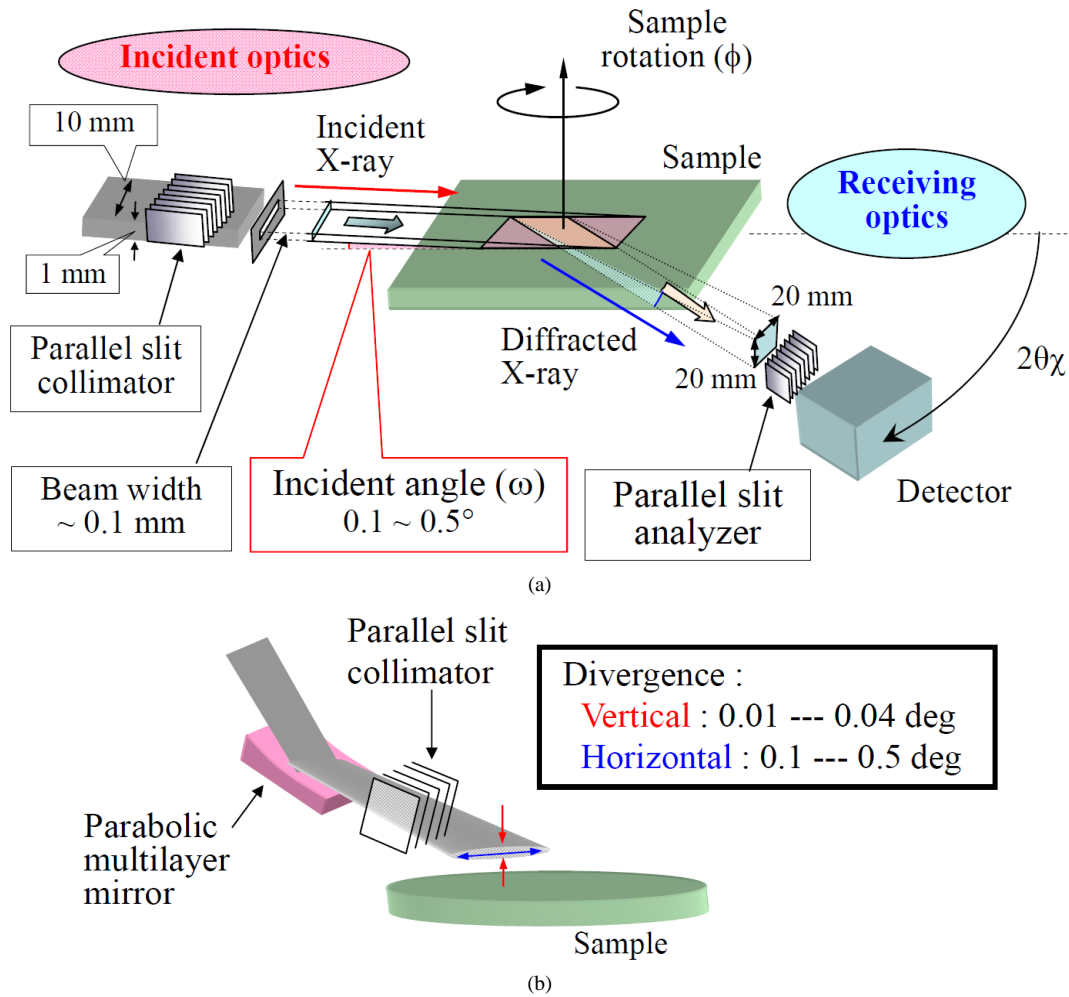 Incident optics
Sample
rotation (ϕ)
10 mm
Incident
X-ray
Sample
Receiving
optics
1 mm
20 mm
Parallel slit
collimator
Diffracted
X-ray
20 mm
2θχ
Beam width
~ 0.1 mm
Incident angle (ω)
0.1 ~ 0.5°
Parallel slit
analyzer
Detector
(a)
Parallel slit
collimator
Divergence :
Vertical : 0.01 --- 0.04 deg
Horizontal : 0.1 --- 0.5 deg
Parabolic
multilayer
mirror
Sample
(b)